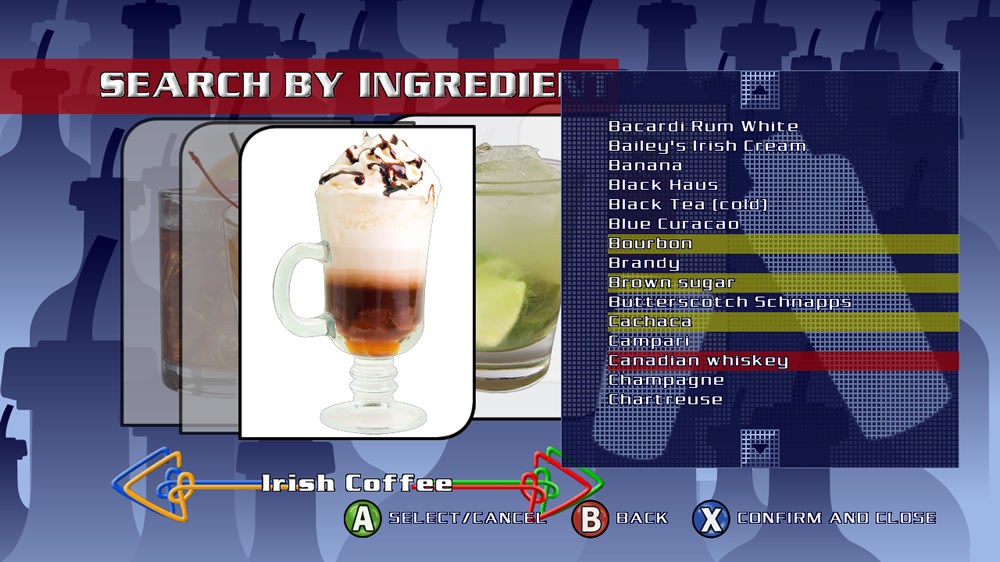 SEARCH BY INGREDIENT
Bacardi Rum White
Bailey's Irish Cream
Banana
Black Haus
Black Tea (cold)
Blue Curacao
Bourbon
Brandy
Brown sugar
Butterscotch Schnapps
Cachaca
Campari
Canadian whiskey
Champagne
Chartreuse
Irish Coffee
A SELECT/CANCEL B BACK X CONFIRM AND CLOSE